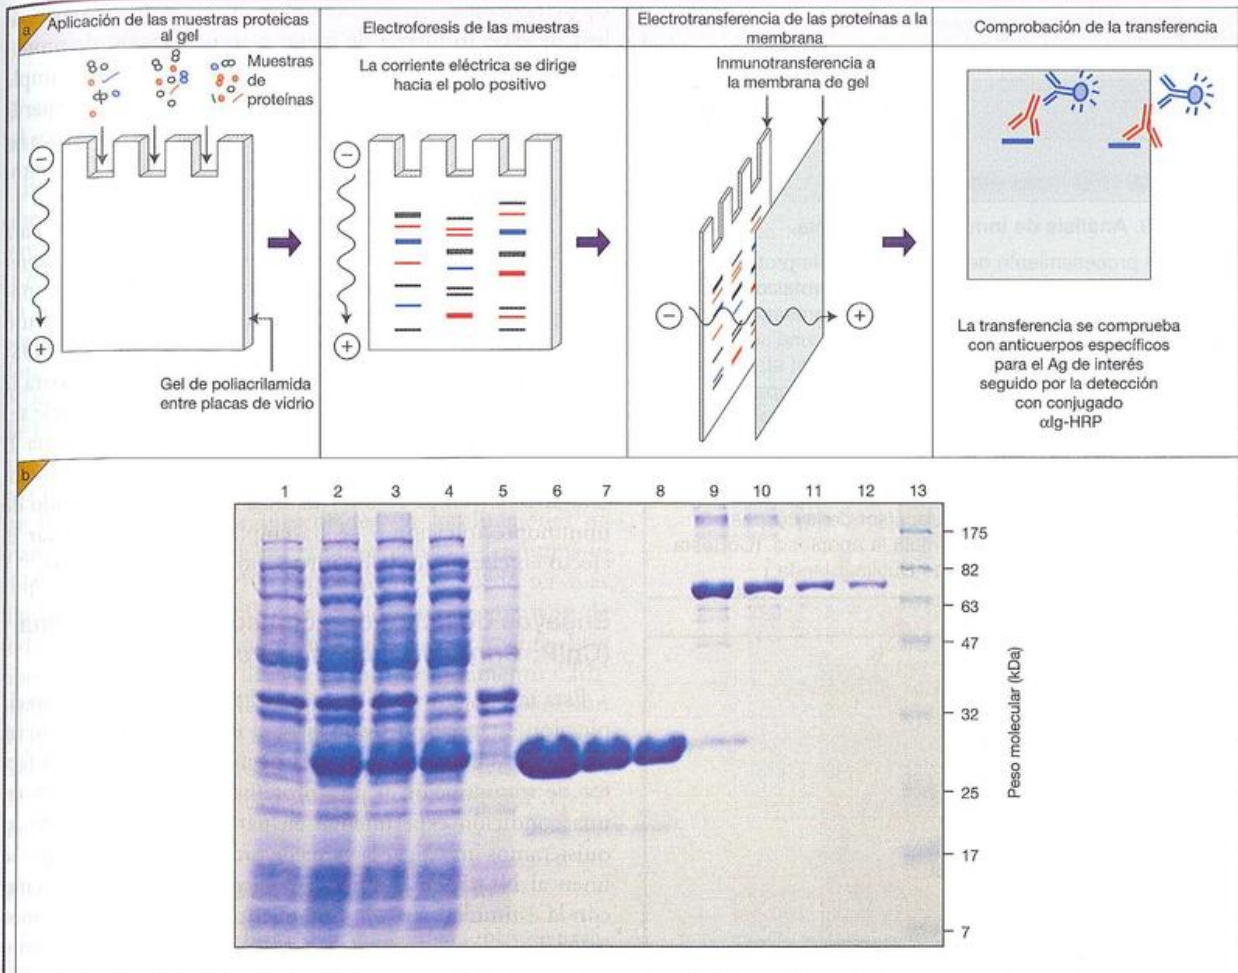 a
Aplicación de las muestras proteicas
al gel
Muestras
de
proteínas
−
+
Gel de poliacrilamida
entre placas de vidrio
Electroforesis de las muestras
La corriente eléctrica se dirige
hacia el polo positivo
−
+
Electrotransferencia de las proteínas a la
membrana
Inmunotransferencia a
la membrana de gel
−
+
Comprobación de la transferencia
La transferencia se comprueba
con anticuerpos específicos
para el Ag de interés
seguido por la detección
con conjugado
αIg-HRP
b
1 2 3 4 5 6 7 8 9 10 11 12 13
175
82
63
47
32
25
17
7
Peso molecular (kDa)